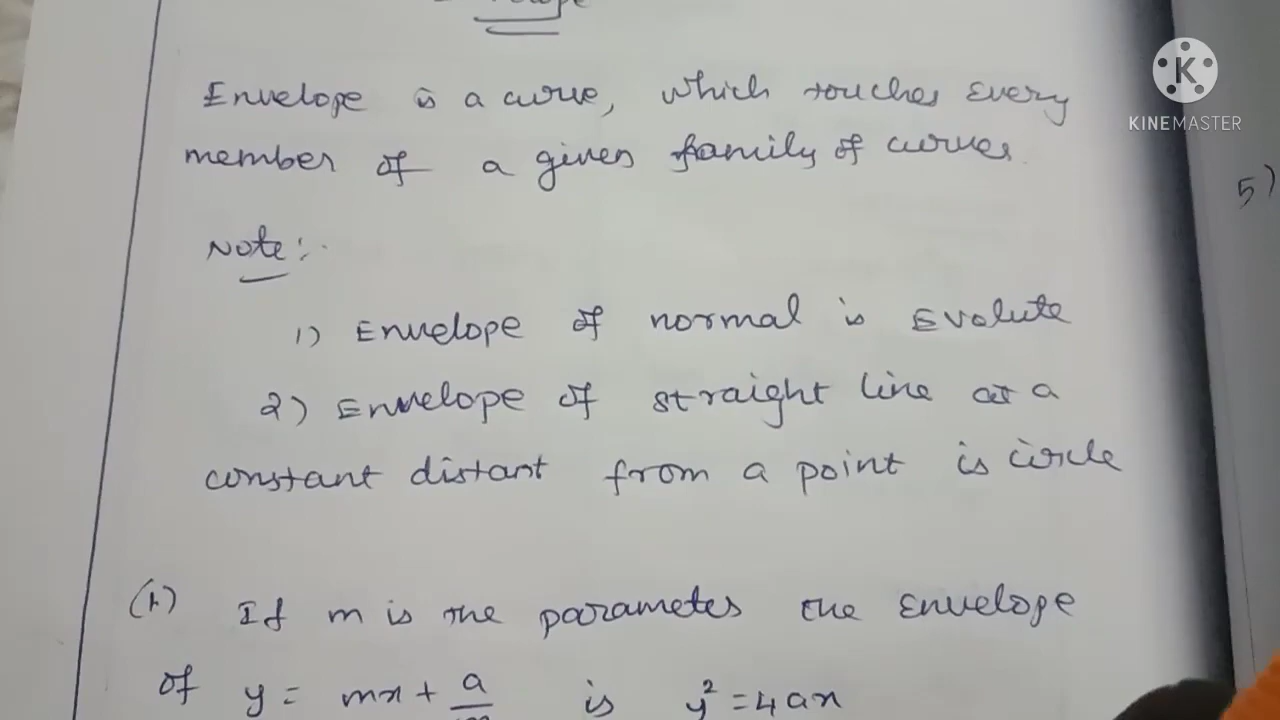 Envelope is a curve, which touches Every
member of a given family of curves.
Note:.
1) Envelope of normal is Evolute
2) Envelope of straight line at a
constant distant from a point is circle
(1) If m is the parameter the Envelope
of y = mx + a/m is y² = 4ax
5)
K
KINEMASTER